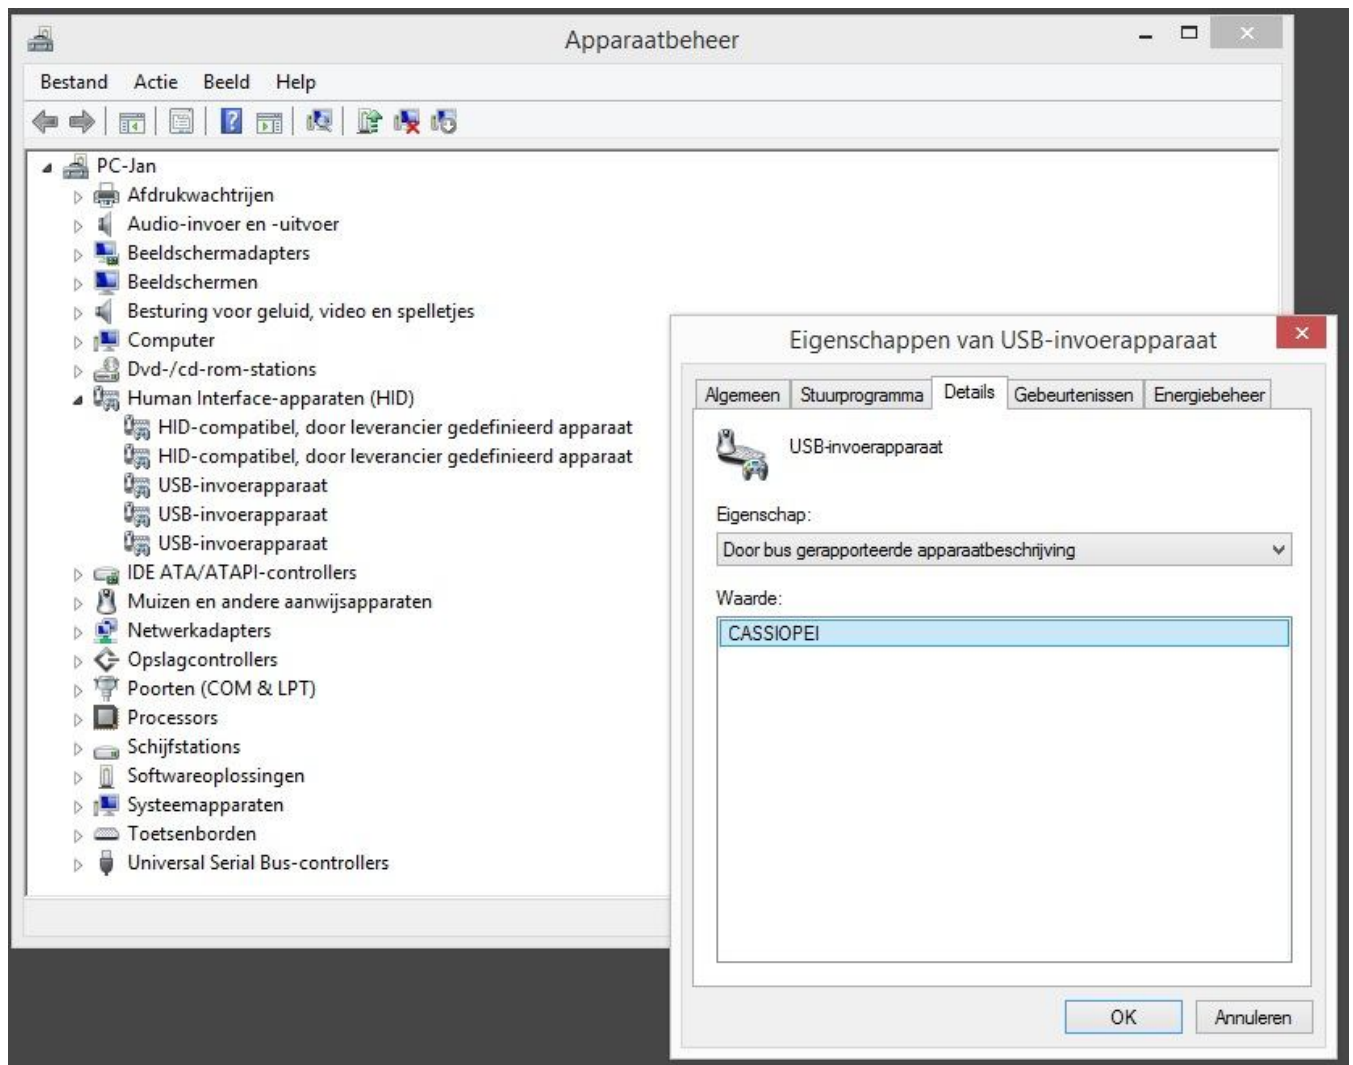 Apparaatbeheer
Bestand Actie Beeld Help
PC-Jan
Afdrukwachtrijen
Audio-invoer en -uitvoer
Beeldschermadapters
Beeldschermen
Besturing voor geluid, video en spelletjes
Computer
Dvd-/cd-rom-stations
Human Interface-apparaten (HID)
HID-compatibel, door leverancier gedefinieerd apparaat
HID-compatibel, door leverancier gedefinieerd apparaat
USB-invoerapparaat
USB-invoerapparaat
USB-invoerapparaat
IDE ATA/ATAPI-controllers
Muizen en andere aanwijsapparaten
Netwerkadapters
Opslagcontrollers
Poorten (COM & LPT)
Processors
Schijfstations
Softwareoplossingen
Systeemapparaten
Toetsenborden
Universal Serial Bus-controllers
Eigenschappen van USB-invoerapparaat
Algemeen Stuurprogramma Details Gebeurtenissen Energiebeheer
USB-invoerapparaat
Eigenschap:
Door bus gerapporteerde apparaatbeschrijving
Waarde:
CASSIOPEI
OK Annuleren